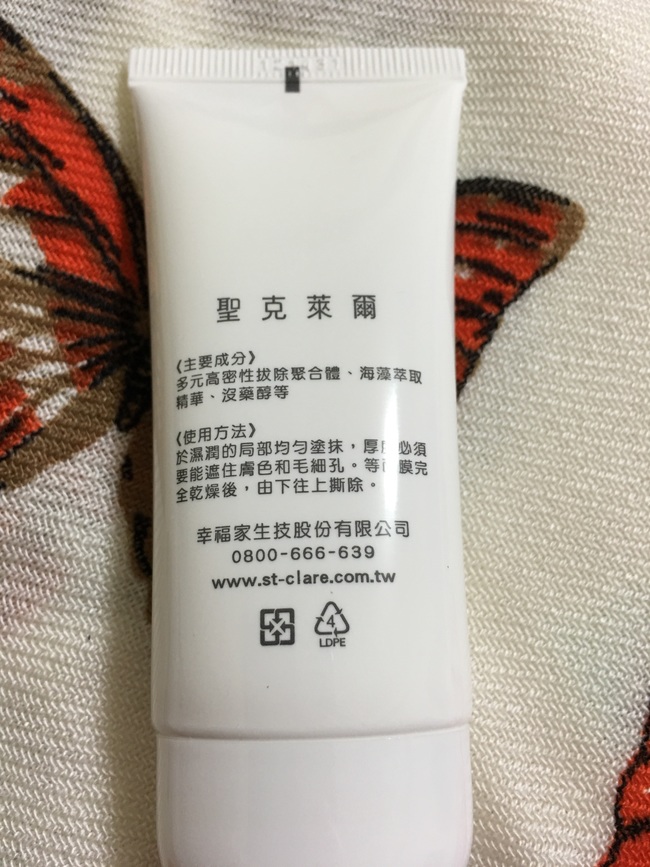 聖克萊爾
《主要成分》
多元高密性拔除聚合體、海藻萃取
精華、沒藥醇等
《使用方法》
於濕潤的局部均勻塗抹，厚 必須
要能遮住膚色和毛細孔。等 膜完
全乾燥後，由下往上撕除。
幸福家生技股份有限公司
0800-666-639
www.st-clare.com.tw
4
LDPE